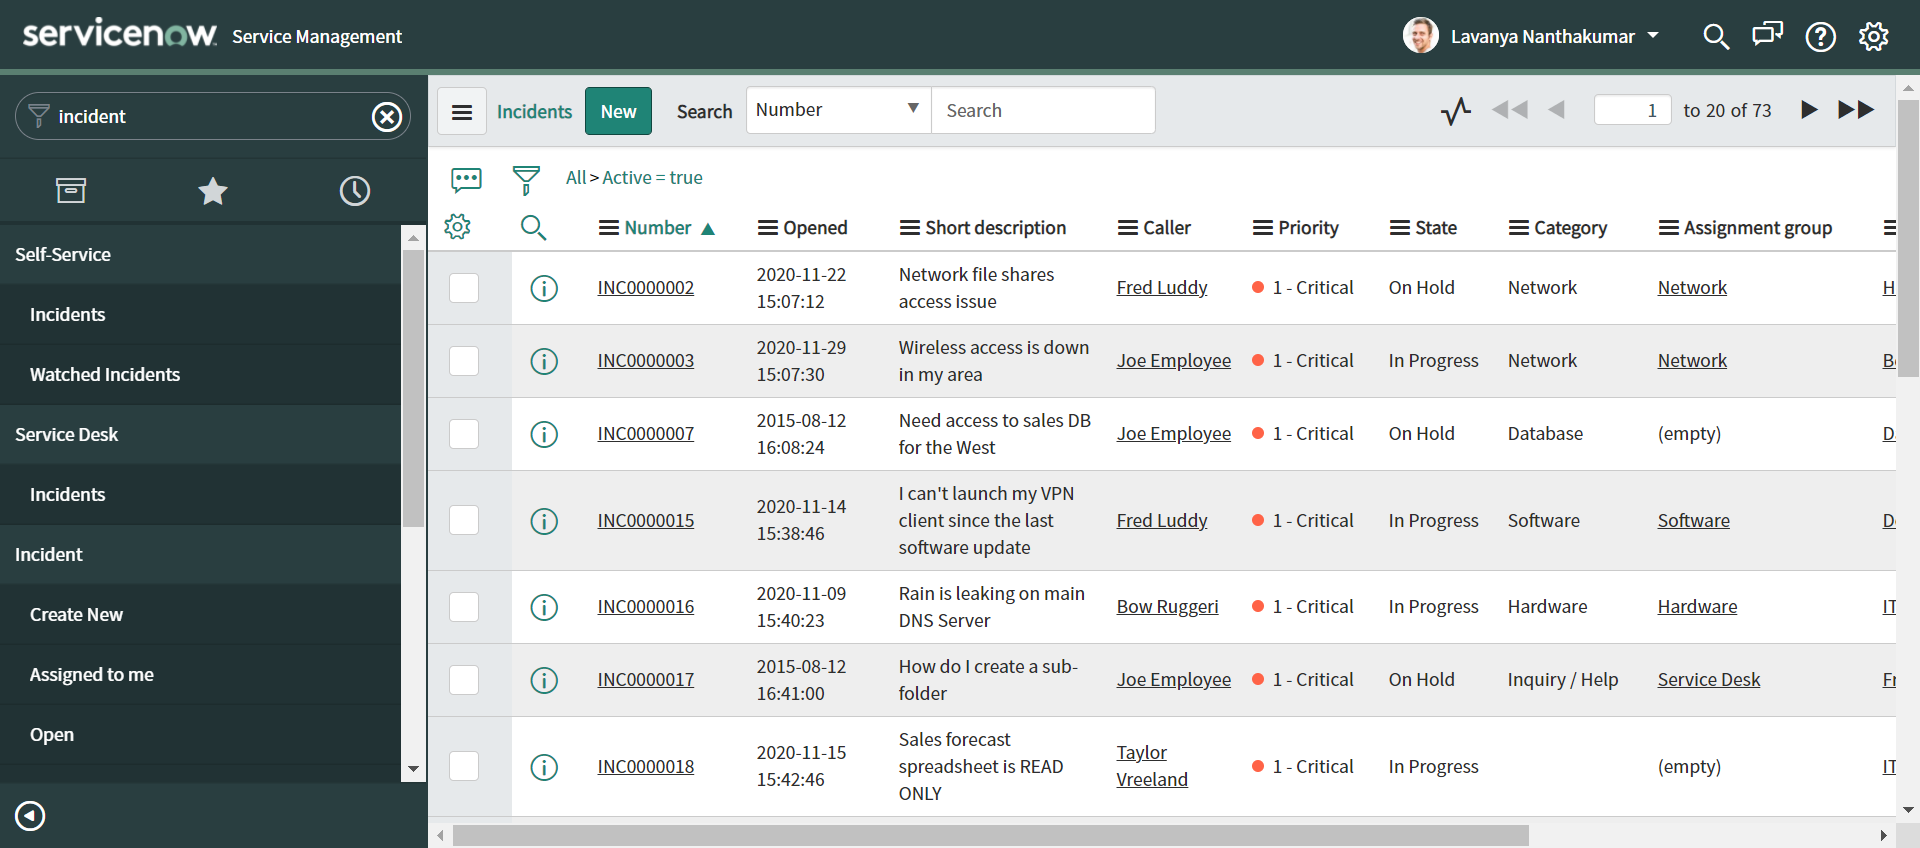 servicenow Service Management
Lavanya Nanthakumar
incident
Incidents New Search Number Search 1 to 20 of 73
All > Active = true
Number Opened Short description Caller Priority State Category Assignment group
Self-Service
Incidents
Watched Incidents
Service Desk
Incidents
Incident
Create New
Assigned to me
Open
INC0000002 2020-11-22 15:07:12 Network file shares access issue Fred Luddy 1 - Critical On Hold Network Network H
INC0000003 2020-11-29 15:07:30 Wireless access is down in my area Joe Employee 1 - Critical In Progress Network Network
INC0000007 2015-08-12 16:08:24 Need access to sales DB for the West Joe Employee 1 - Critical On Hold Database (empty)
INC0000015 2020-11-14 15:38:46 I can't launch my VPN client since the last software update Fred Luddy 1 - Critical In Progress Software Software
INC0000016 2020-11-09 15:40:23 Rain is leaking on main DNS Server Bow Ruggeri 1 - Critical In Progress Hardware Hardware IT
INC0000017 2015-08-12 16:41:00 How do I create a sub-folder Joe Employee 1 - Critical On Hold Inquiry / Help Service Desk
INC0000018 2020-11-15 15:42:46 Sales forecast spreadsheet is READ ONLY Taylor Vreeland 1 - Critical In Progress (empty) IT